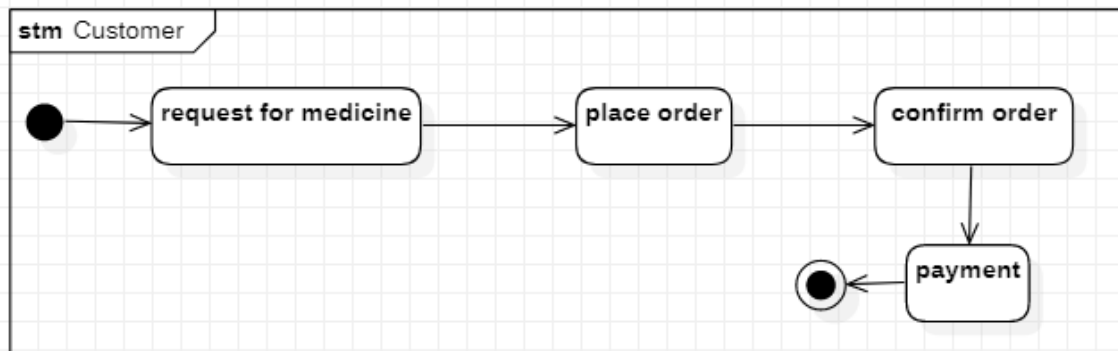 stm Customer
request for medicine
place order
confirm order
payment